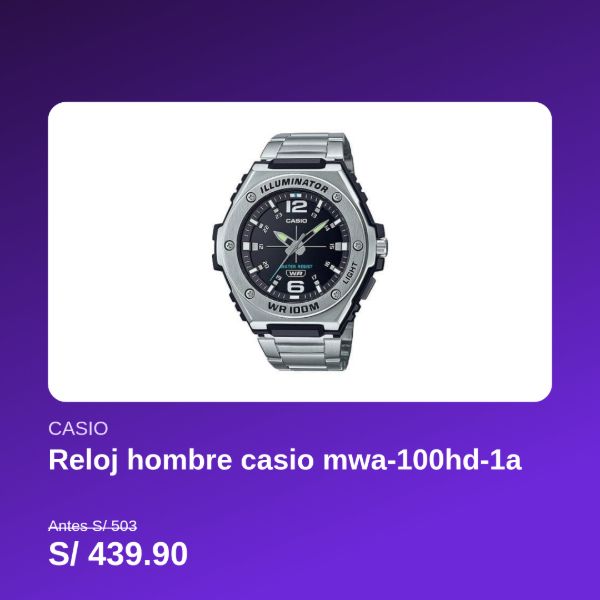 ILLUMINATOR
12
CASIO
WATER RESIST
WR
6
LIGHT
WR 100M
CASIO
Reloj hombre casio mwa-100hd-1a
Antes S/ 503
S/ 439.90